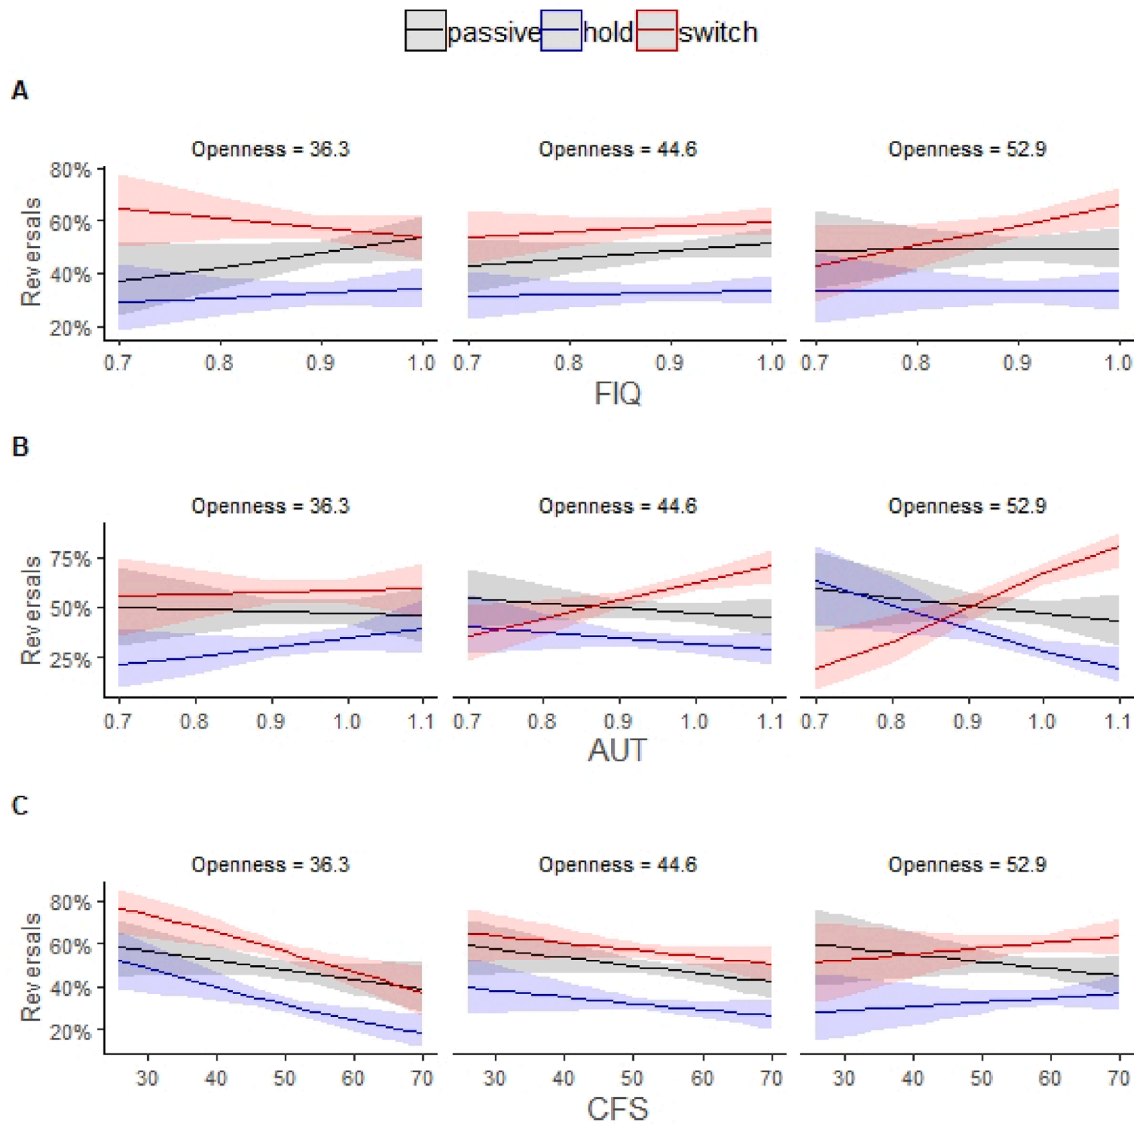 passive hold switch
A
Openness = 36.3 Openness = 44.6 Openness = 52.9
80%
60%
40%
20%
Reversals
0.7 0.8 0.9 1.0 0.7 0.8 0.9 1.0 0.7 0.8 0.9 1.0
FIQ
B
Openness = 36.3 Openness = 44.6 Openness = 52.9
75%
50%
25%
Reversals
0.7 0.8 0.9 1.0 1.1 0.7 0.8 0.9 1.0 1.1 0.7 0.8 0.9 1.0 1.1
AUT
C
Openness = 36.3 Openness = 44.6 Openness = 52.9
80%
60%
40%
20%
Reversals
30 40 50 60 70 30 40 50 60 70 30 40 50 60 70
CFS